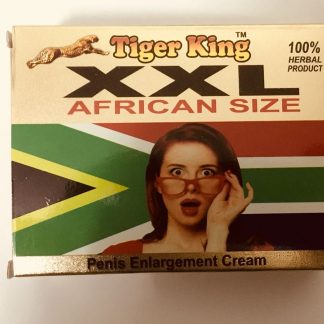 Tiger King™
100%
HERBAL
PRODUCT
XXL
AFRICAN SIZE
Penis Enlargement Cream